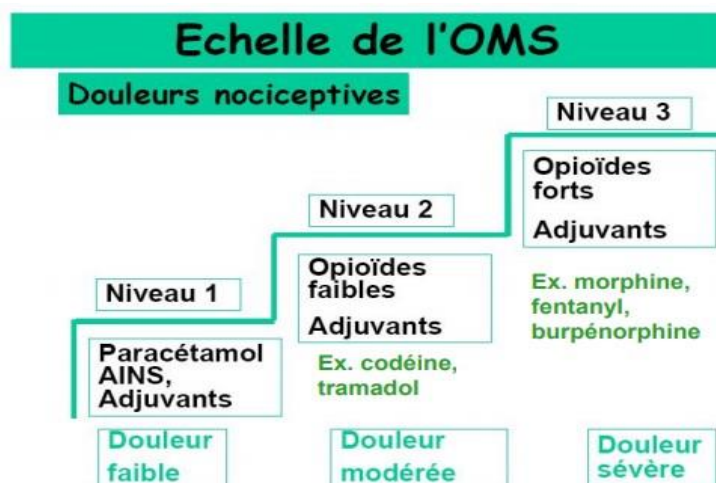 Echelle de l'OMS
Douleurs nociceptives
Niveau 1
Paracétamol
AINS,
Adjuvants
Douleur
faible
Niveau 2
Opioïdes
faibles
Adjuvants
Ex. codéine,
tramadol
Douleur
modérée
Niveau 3
Opioïdes
forts
Adjuvants
Ex. morphine,
fentanyl,
burpénorphine
Douleur
sévère